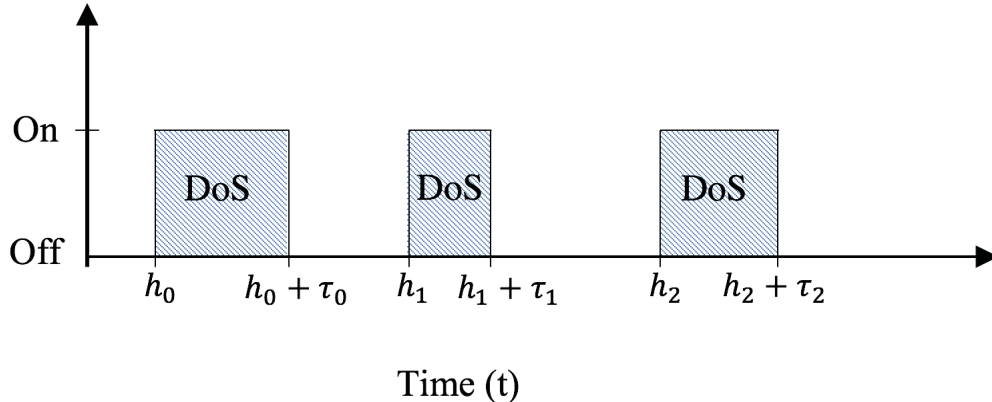 On
DoS DoS DoS
Off
h₀ h₀ + τ₀ h₁ h₁ + τ₁ h₂ h₂ + τ₂
Time (t)